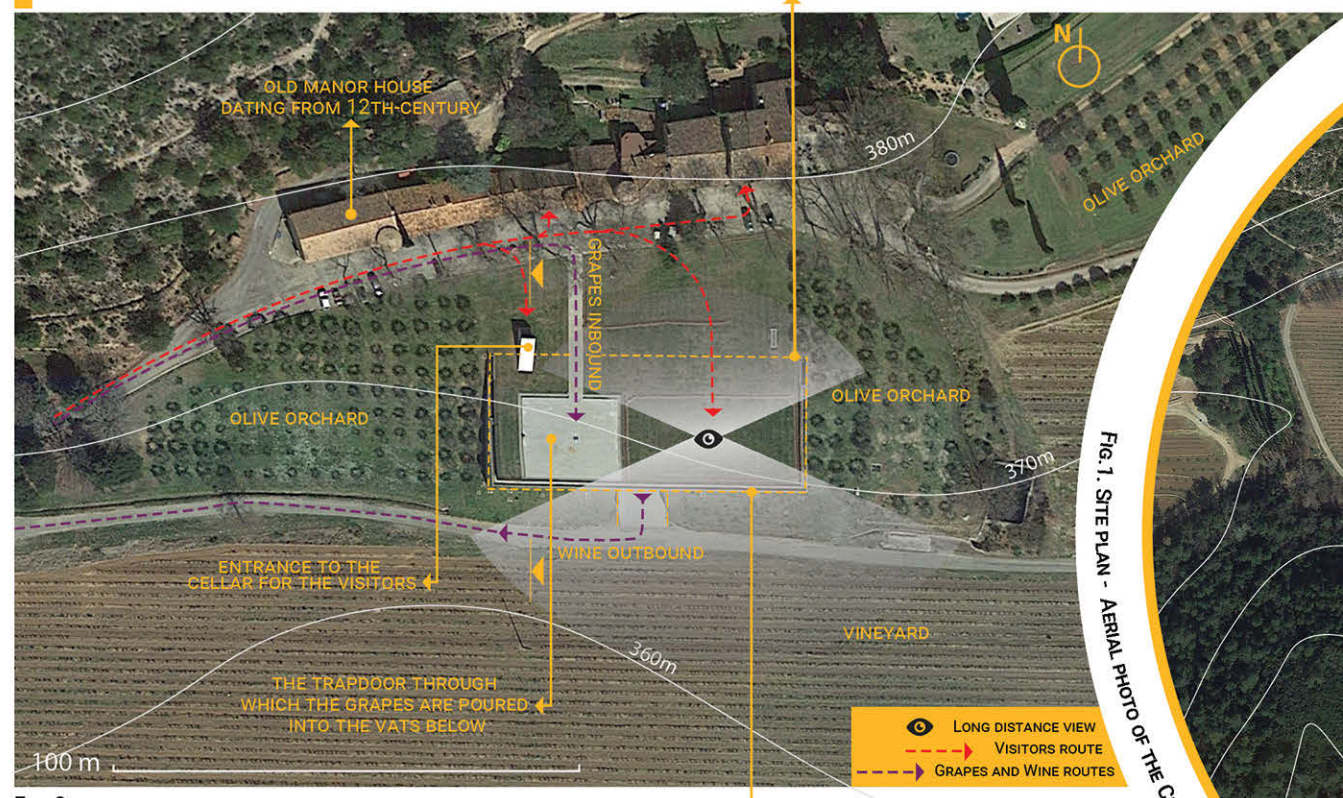 N
OLD MANOR HOUSE
DATING FROM 12TH-CENTURY
380m
OLIVE ORCHARD
GRAPES INBOUND
OLIVE ORCHARD
OLIVE ORCHARD
370m
WINE OUTBOUND
ENTRANCE TO THE
CELLAR FOR THE VISITORS
VINEYARD
360m
THE TRAPDOOR THROUGH
WHICH THE GRAPES ARE POURED
INTO THE VATS BELOW
100 m
LONG DISTANCE VIEW
VISITORS ROUTE
GRAPES AND WINE ROUTES
FIG.1. SITE PLAN - AERIAL PHOTO OF THE